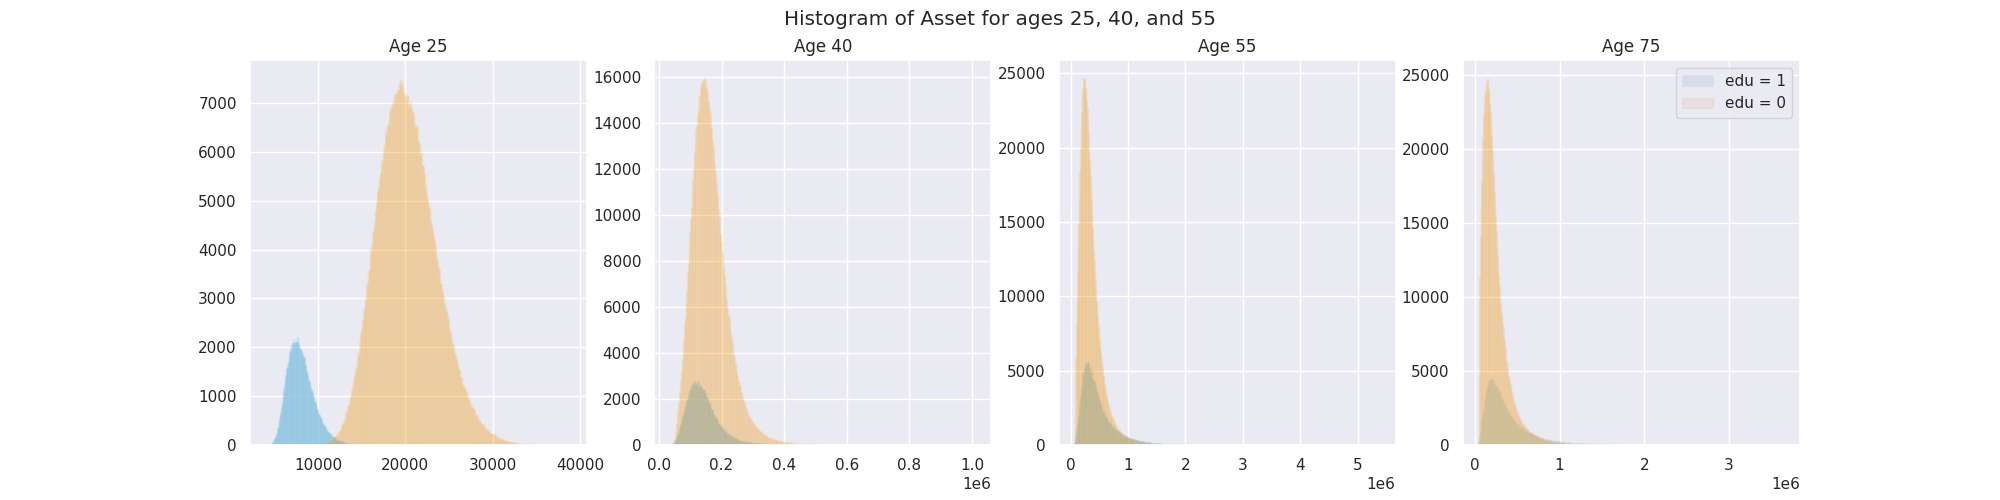 Histogram of Asset for ages 25, 40, and 55
Age 25
7000
6000
5000
4000
3000
2000
1000
0
10000 20000 30000 40000
Age 40
16000
14000
12000
10000
8000
6000
4000
2000
0
0.0 0.2 0.4 0.6 0.8 1.0
1e6
Age 55
25000
20000
15000
10000
5000
0
0 1 2 3 4 5
1e6
Age 75
edu = 1
edu = 0
25000
20000
15000
10000
5000
0
0 1 2 3
1e6